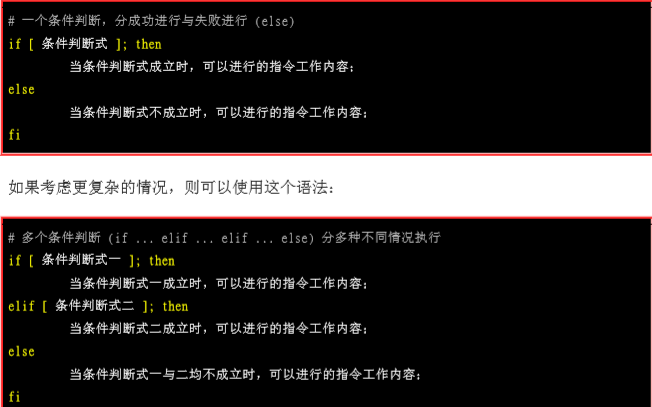 # 一个条件判断，分成功进行与失败进行 (else)
if [ 条件判断式 ]; then
当条件判断式成立时，可以进行的指令工作内容；
else
当条件判断式不成立时，可以进行的指令工作内容；
fi
如果考虑更复杂的情况，则可以使用这个语法：
# 多个条件判断 (if ... elif ... elif ... else) 分多种不同情况执行
if [ 条件判断式一 ]; then
当条件判断式一成立时，可以进行的指令工作内容；
elif [ 条件判断式二 ]; then
当条件判断式二成立时，可以进行的指令工作内容；
else
当条件判断式一与二均不成立时，可以进行的指令工作内容；
fi